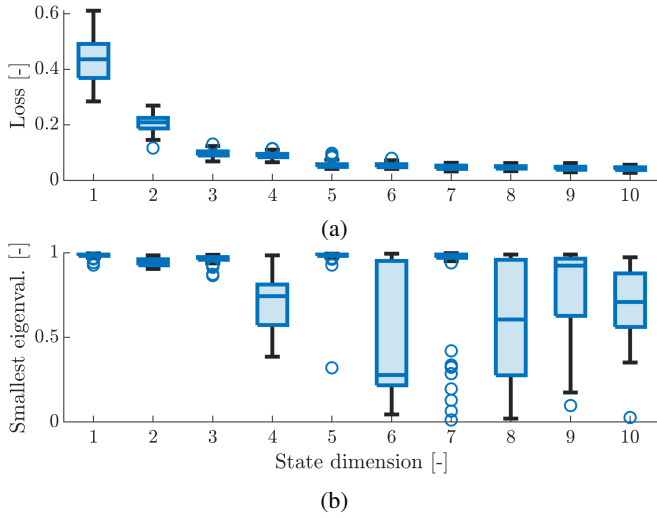 0.6
0.4
0.2
0
Loss [-]
1 2 3 4 5 6 7 8 9 10
(a)
1
0.5
0
Smallest eigenval. [-]
1 2 3 4 5 6 7 8 9 10
State dimension [-]
(b)